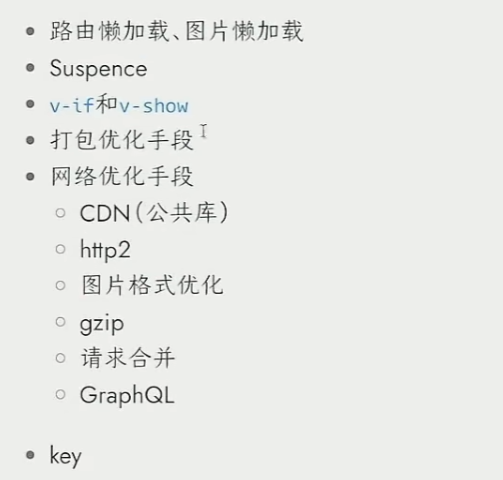 路由懒加载、图片懒加载
Suspence
v-if和v-show
打包优化手段
网络优化手段
CDN(公共库)
http2
图片格式优化
gzip
请求合并
GraphQL
key